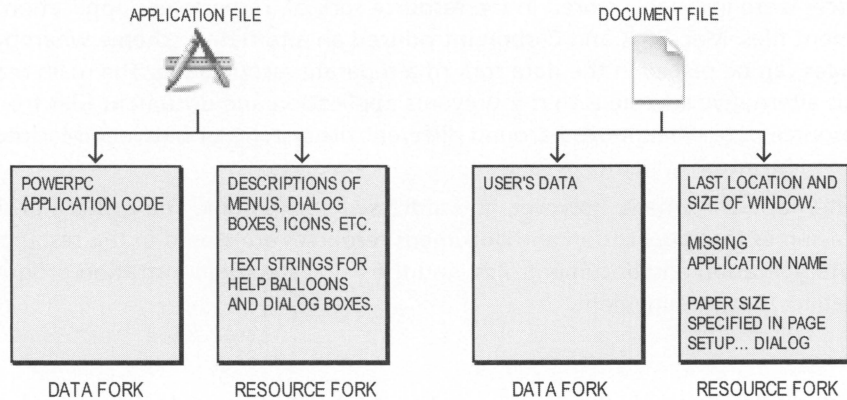 APPLICATION FILE
POWERPC
APPLICATION CODE
DATA FORK
DESCRIPTIONS OF
MENUS, DIALOG
BOXES, ICONS, ETC.
TEXT STRINGS FOR
HELP BALLOONS
AND DIALOG BOXES.
RESOURCE FORK
DOCUMENT FILE
USER'S DATA
DATA FORK
LAST LOCATION AND
SIZE OF WINDOW.
MISSING
APPLICATION NAME
PAPER SIZE
SPECIFIED IN PAGE
SETUP... DIALOG
RESOURCE FORK